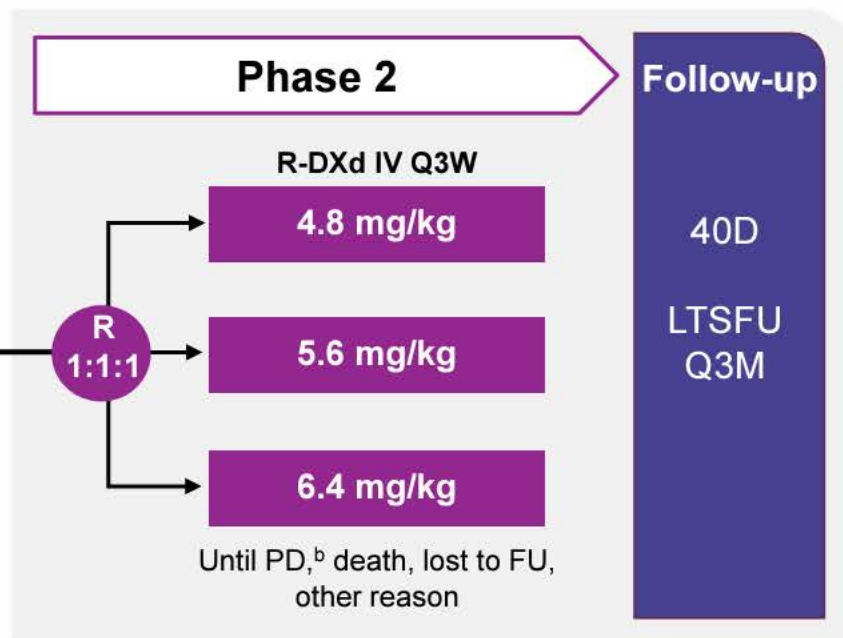 Phase 2
Follow-up
R-DXd IV Q3W
4.8 mg/kg
40D
R
1:1:1
5.6 mg/kg
LTSFU
Q3M
6.4 mg/kg
Until PD,ᵇ death, lost to FU,
other reason